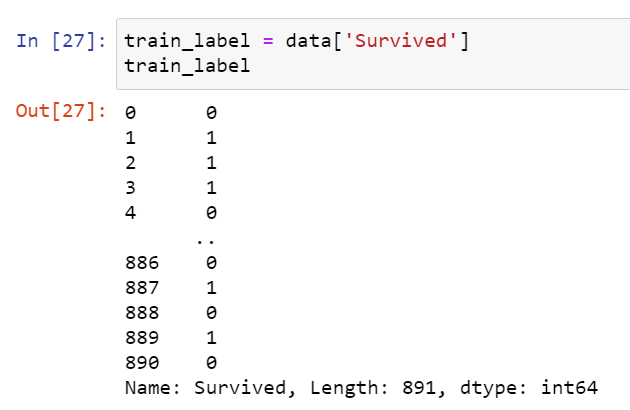 In [27]: train_label = data['Survived']
train_label
Out[27]: 0      0
1      1
2      1
3      1
4      0
..
886    0
887    1
888    0
889    1
890    0
Name: Survived, Length: 891, dtype: int64